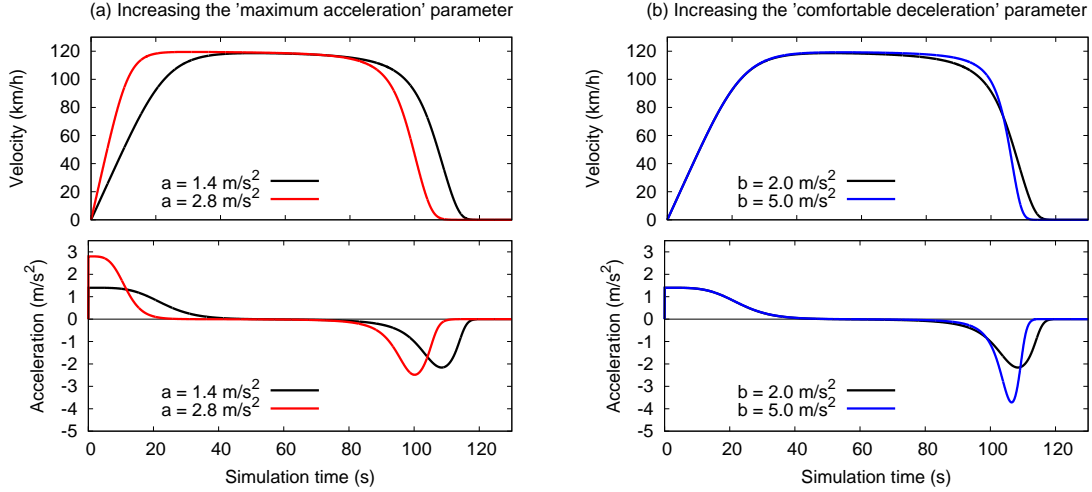 (a) Increasing the 'maximum acceleration' parameter
Velocity (km/h)
120
100
80
60
40
20
0
a = 1.4 m/s²
a = 2.8 m/s²
Acceleration (m/s²)
3
2
1
0
-1
-2
-3
-4
-5
a = 1.4 m/s²
a = 2.8 m/s²
0 20 40 60 80 100 120
Simulation time (s)
(b) Increasing the 'comfortable deceleration' parameter
Velocity (km/h)
120
100
80
60
40
20
0
b = 2.0 m/s²
b = 5.0 m/s²
Acceleration (m/s²)
3
2
1
0
-1
-2
-3
-4
-5
b = 2.0 m/s²
b = 5.0 m/s²
0 20 40 60 80 100 120
Simulation time (s)